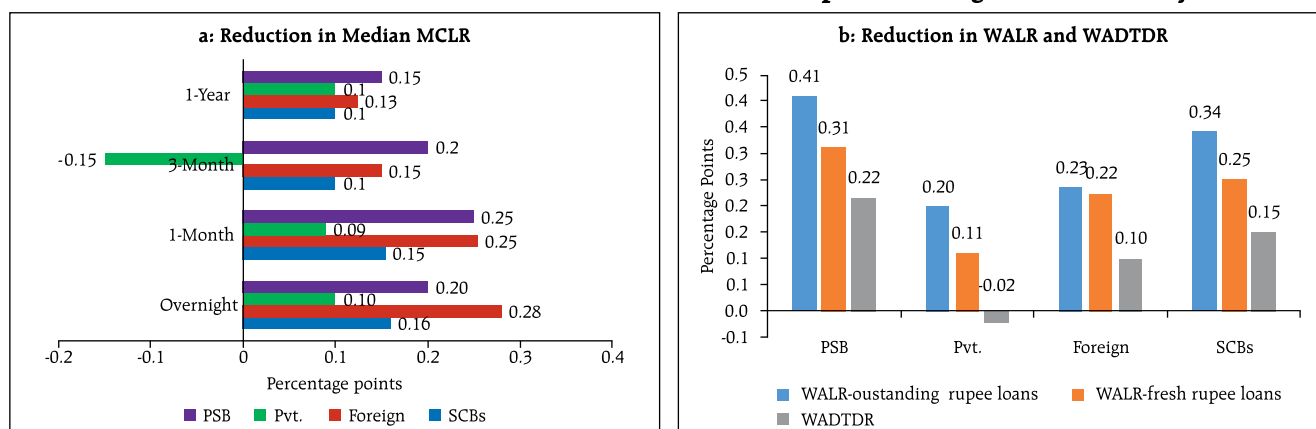 a: Reduction in Median MCLR
1-Year
0.15
0.1
0.13
0.1
3-Month
0.2
-0.15
0.15
0.1
1-Month
0.25
0.09
0.25
0.15
Overnight
0.20
0.10
0.28
0.16
-0.2 -0.1 0 0.1 0.2 0.3 0.4
Percentage points
PSB Pvt. Foreign SCBs
b: Reduction in WALR and WADTDR
Percentage Points
0.5
0.4
0.4
0.3
0.3
0.2
0.2
0.1
0.1
0.0
-0.1
0.41 0.31 0.22
0.20 0.11 -0.02
0.23 0.22 0.10
0.34 0.25 0.15
PSB Pvt. Foreign SCBs
WALR-oustanding rupee loans WALR-fresh rupee loans
WADTDR